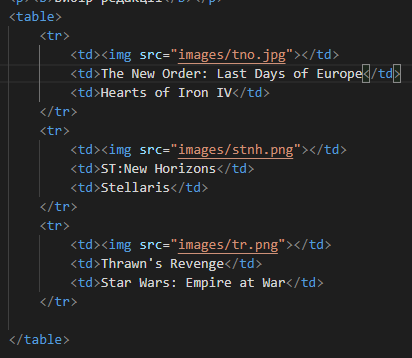 <p><b>Вибір редакції</b></p>
<table>
<tr>
<td><img src="images/tno.jpg"></td>
<td>The New Order: Last Days of Europe</td>
<td>Hearts of Iron IV</td>
</tr>
<tr>
<td><img src="images/stnh.png"></td>
<td>ST:New Horizons</td>
<td>Stellaris</td>
</tr>
<tr>
<td><img src="images/tr.png"></td>
<td>Thrawn's Revenge</td>
<td>Star Wars: Empire at War</td>
</tr>
</table>